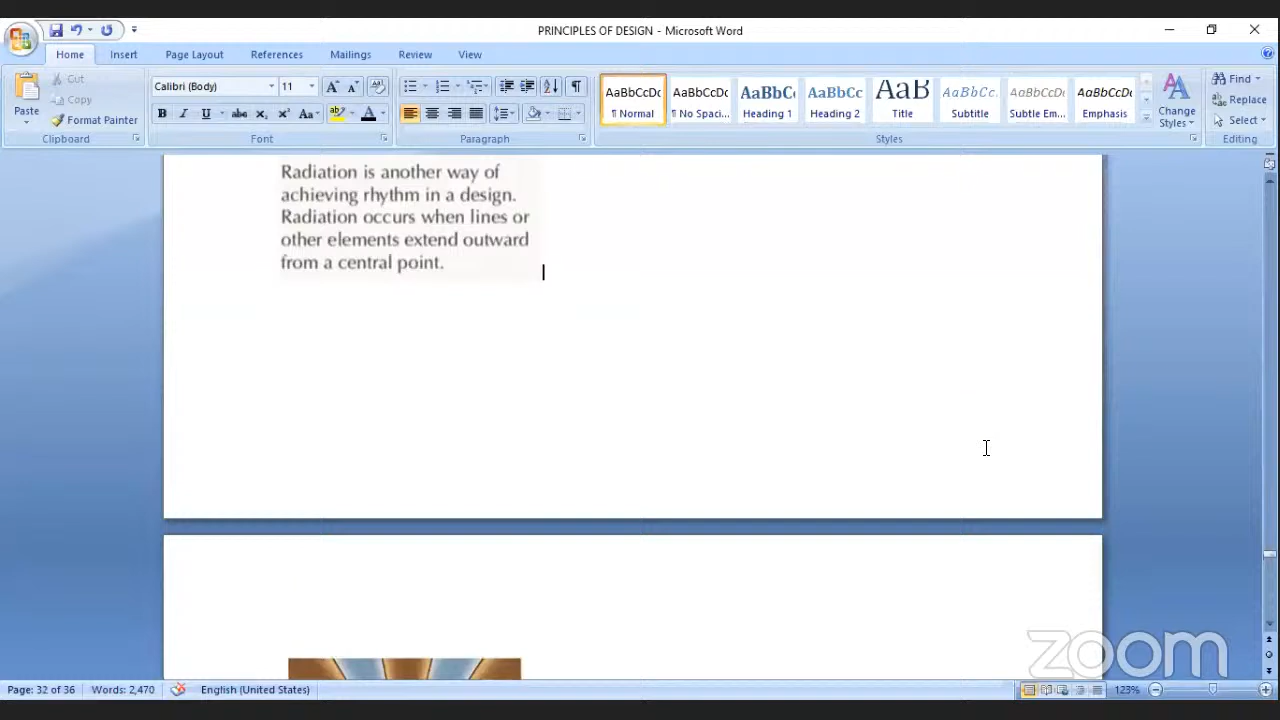 PRINCIPLES OF DESIGN - Microsoft Word
Home Insert Page Layout References Mailings Review View
Paste
Cut
Copy
Format Painter
Clipboard
Calibri (Body) 11
Font
Paragraph
AaBbCcDc AaBbCcDc AaBbC AaBbCc AaB AaBbCc. AaBbCcDc AaBbCcDc
¶ Normal ¶ No Spaci... Heading 1 Heading 2 Title Subtitle Subtle Em... Emphasis
Change
Styles
Styles
Find
Replace
Select
Editing
Radiation is another way of
achieving rhythm in a design.
Radiation occurs when lines or
other elements extend outward
from a central point.
zoom
Page: 32 of 36 Words: 2,470 English (United States) 123%